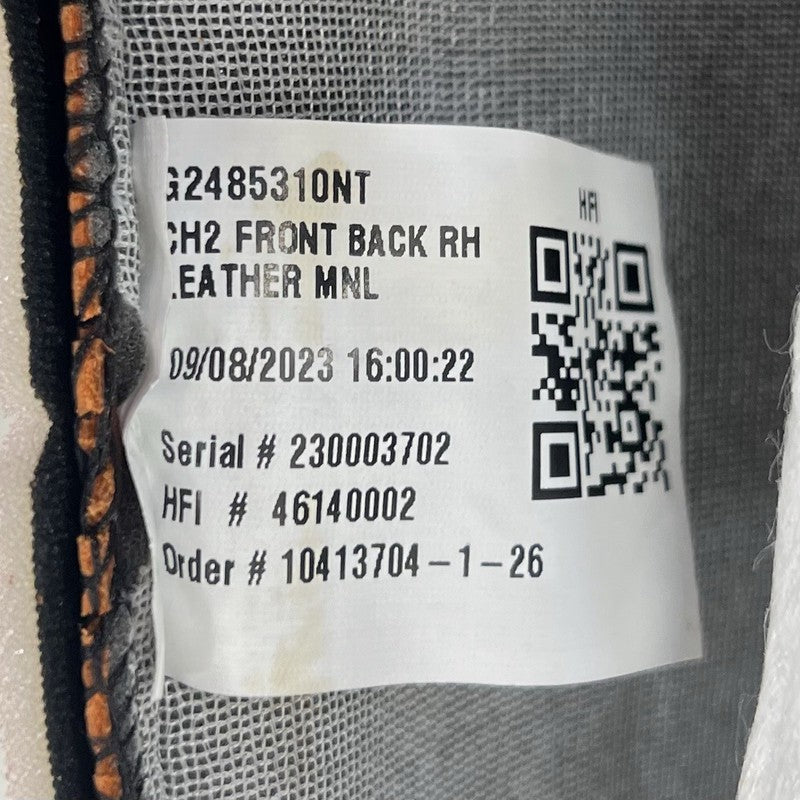 G2485310NT
CH2 FRONT BACK RH
LEATHER MNL
09/08/2023 16:00:22
Serial # 230003702
HFI # 46140002
Order # 10413704-1-26
HFI